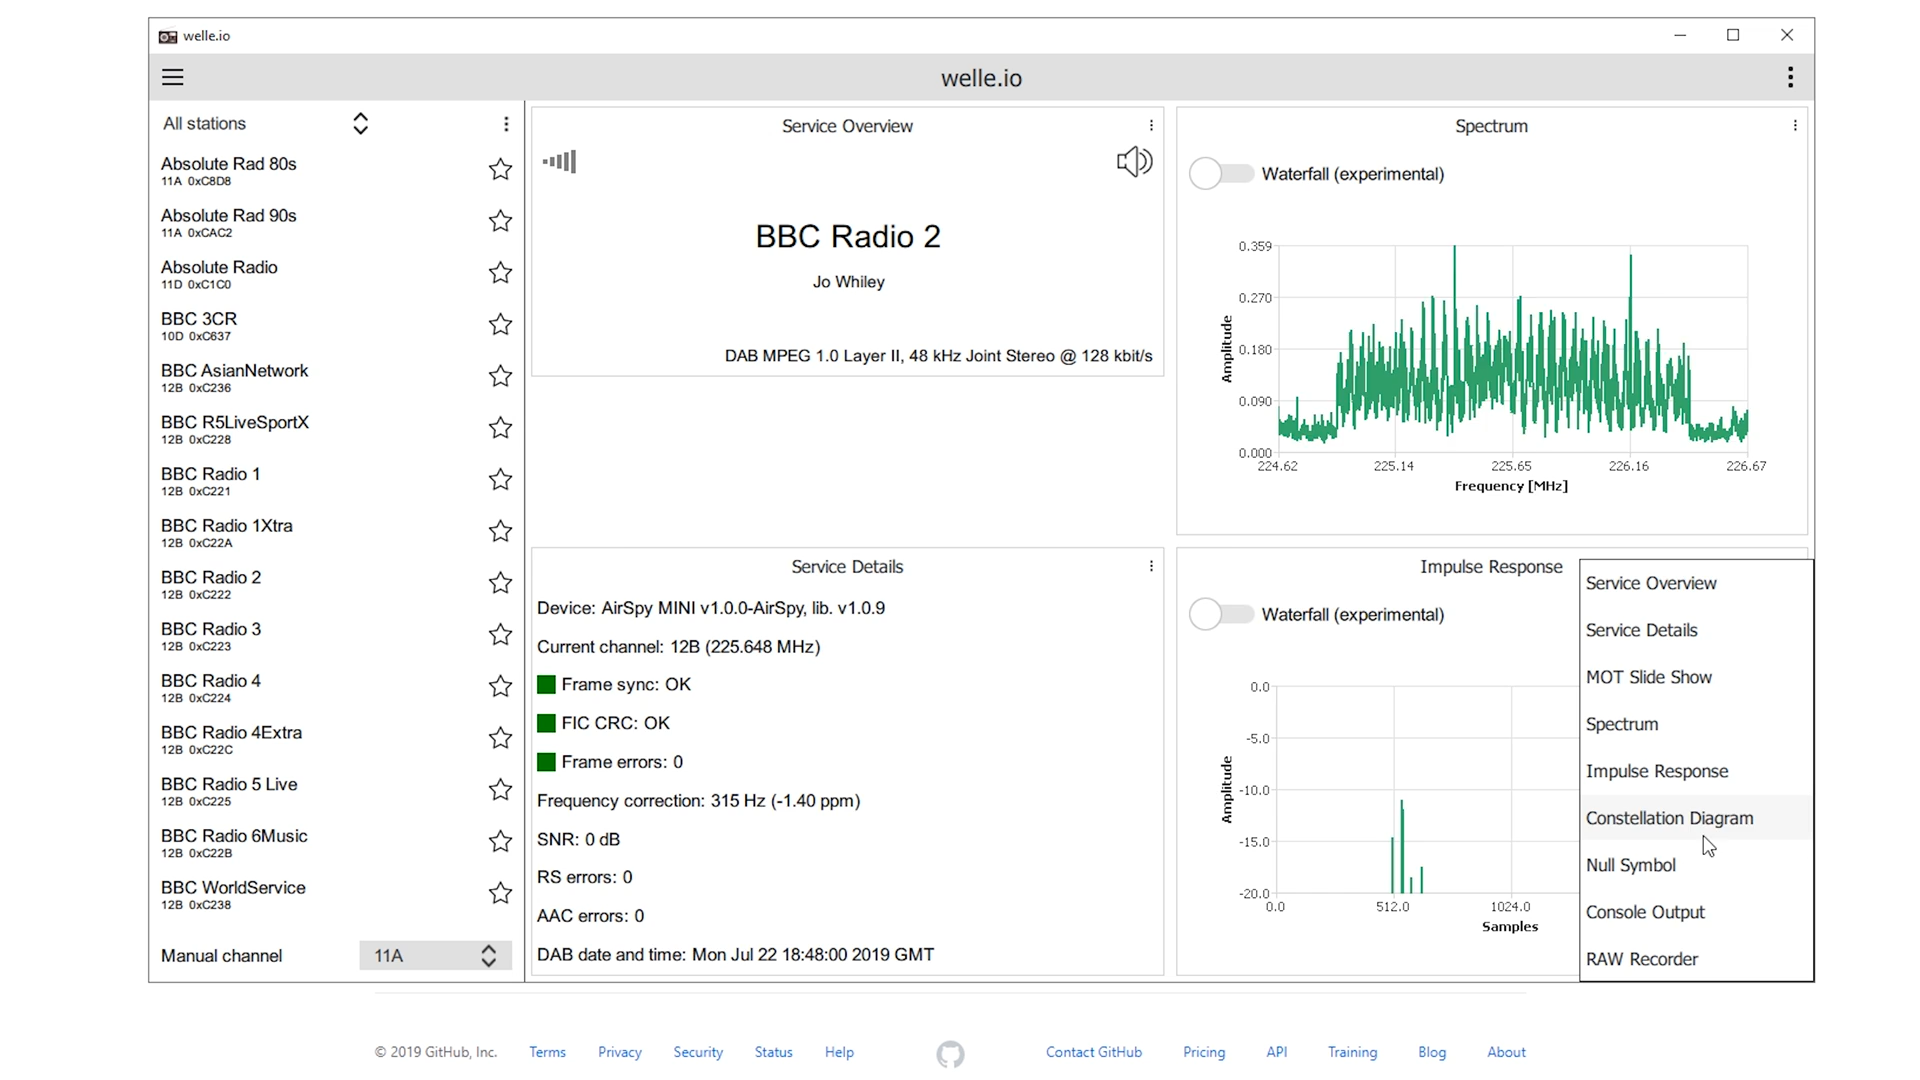 welle.io
welle.io
All stations
Absolute Rad 80s
11A 0xC8D8
Absolute Rad 90s
11A 0xCAC2
Absolute Radio
11D 0xC1C0
BBC 3CR
10D 0xC637
BBC AsianNetwork
12B 0xC236
BBC R5LiveSportX
12B 0xC228
BBC Radio 1
12B 0xC221
BBC Radio 1Xtra
12B 0xC22A
BBC Radio 2
12B 0xC222
BBC Radio 3
12B 0xC223
BBC Radio 4
12B 0xC224
BBC Radio 4Extra
12B 0xC22C
BBC Radio 5 Live
12B 0xC225
BBC Radio 6Music
12B 0xC22B
BBC WorldService
12B 0xC238
Manual channel 11A
Service Overview
BBC Radio 2
Jo Whiley
DAB MPEG 1.0 Layer II, 48 kHz Joint Stereo @ 128 kbit/s
Spectrum
Waterfall (experimental)
0.359
0.270
0.180
0.090
0.000
Amplitude
224.62 225.14 225.65 226.16 226.67
Frequency [MHz]
Service Details
Device: AirSpy MINI v1.0.0-AirSpy, lib. v1.0.9
Current channel: 12B (225.648 MHz)
Frame sync: OK
FIC CRC: OK
Frame errors: 0
Frequency correction: 315 Hz (-1.40 ppm)
SNR: 0 dB
RS errors: 0
AAC errors: 0
DAB date and time: Mon Jul 22 18:48:00 2019 GMT
Impulse Response
Waterfall (experimental)
0.0
-5.0
-10.0
-15.0
-20.0
Amplitude
0.0 512.0 1024.0
Samples
Service Overview
Service Details
MOT Slide Show
Spectrum
Impulse Response
Constellation Diagram
Null Symbol
Console Output
RAW Recorder
© 2019 GitHub, Inc. Terms Privacy Security Status Help Contact GitHub Pricing API Training Blog About